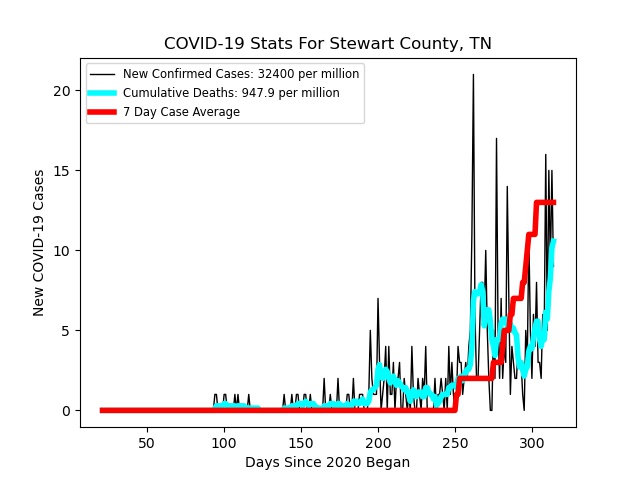 COVID-19 Stats For Stewart County, TN
New Confirmed Cases: 32400 per million
Cumulative Deaths: 947.9 per million
7 Day Case Average
New COVID-19 Cases
20
15
10
5
0
50 100 150 200 250 300
Days Since 2020 Began